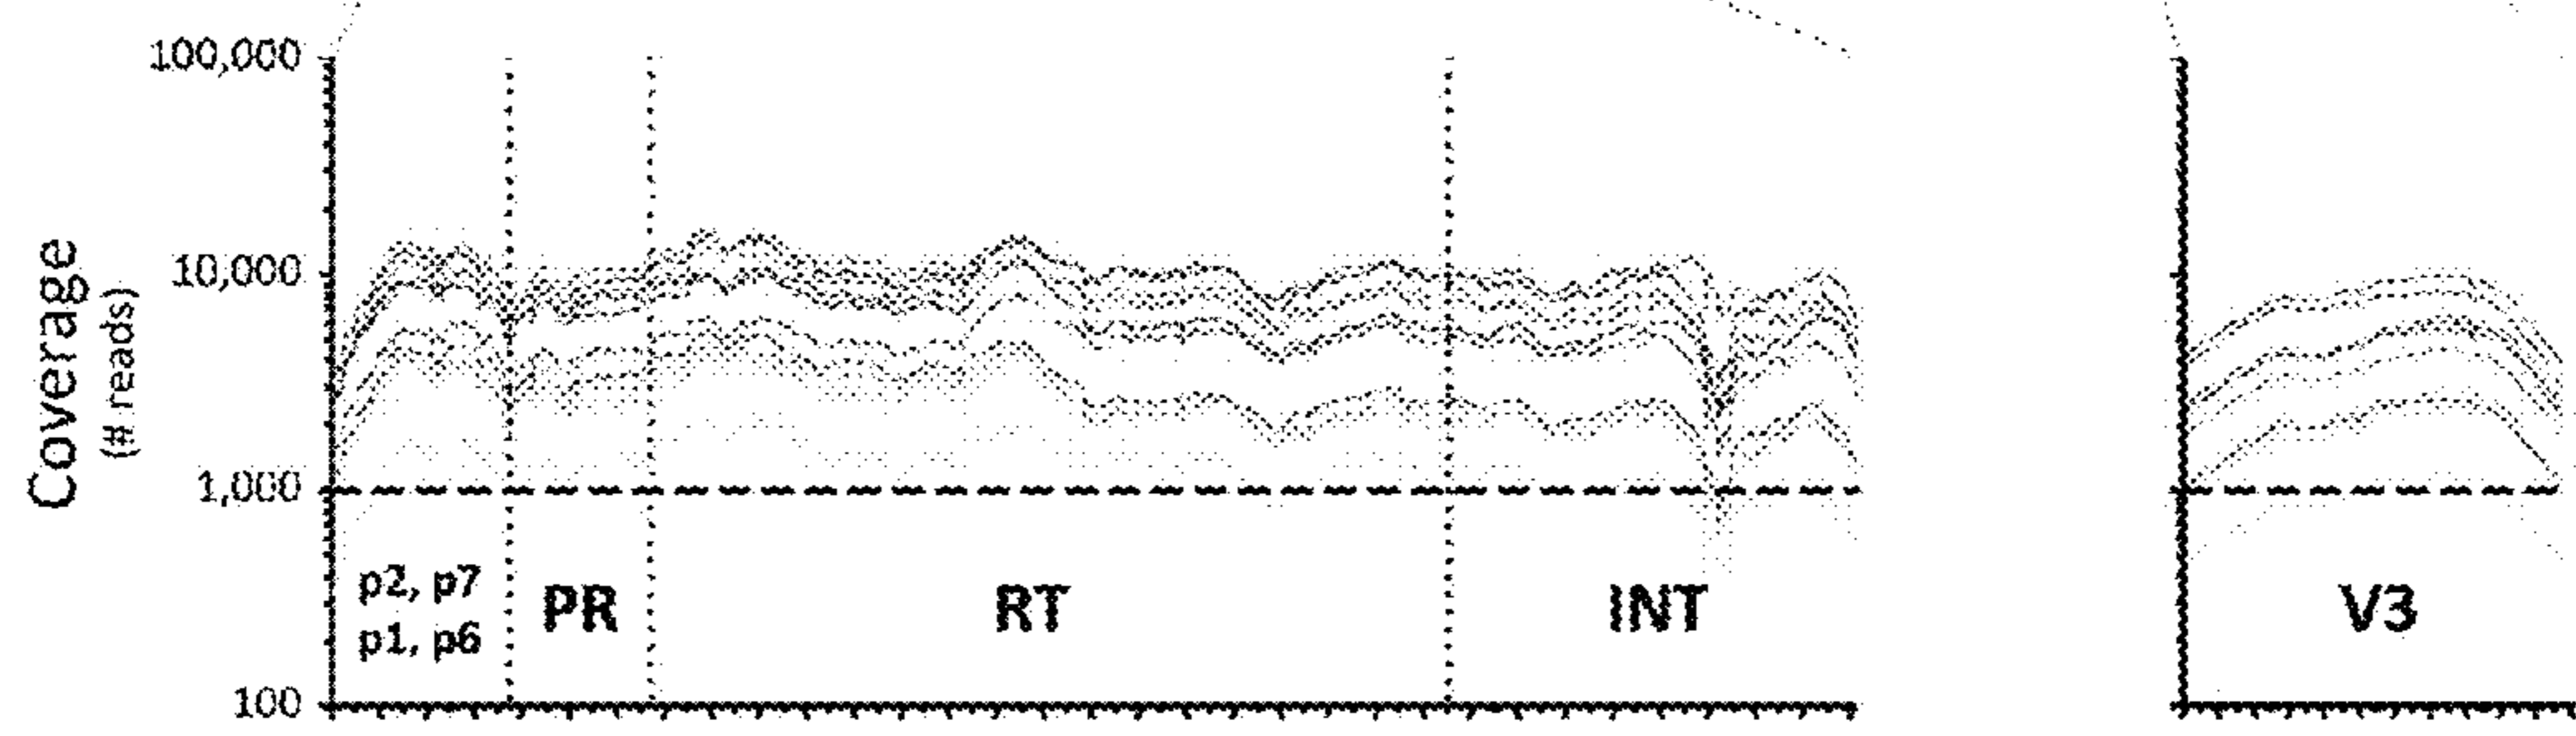 100,000
10,000
1,000
100
Coverage
(# reads)
p2, p7
p1, p6
PR
RT
INT
V3